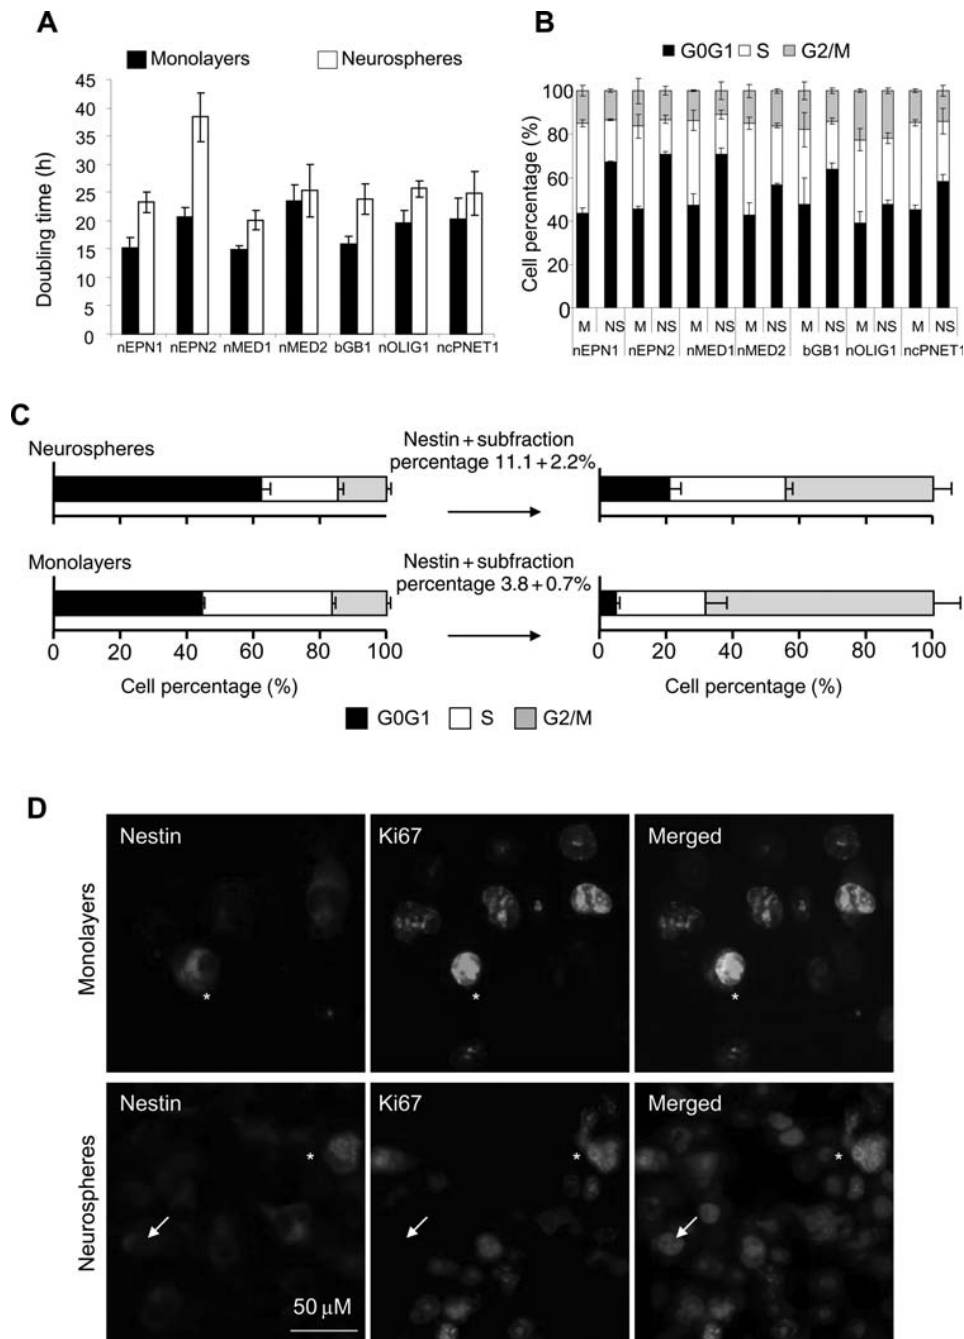 A
Monolayers Neurospheres
Doubling time (h)
45
40
35
30
25
20
15
10
5
0
nEPN1 nEPN2 nMED1 nMED2 bGB1 nOLIG1 ncPNET1
B
G0G1 S G2/M
Cell percentage (%)
100
80
60
40
20
0
M NS M NS M NS M NS M NS M NS M NS
nEPN1 nEPN2 nMED1 nMED2 bGB1 nOLIG1 ncPNET1
C
Neurospheres
Nestin + subfraction
percentage 11.1 + 2.2%
Monolayers
Nestin + subfraction
percentage 3.8 + 0.7%
0 20 40 60 80 100
Cell percentage (%)
0 20 40 60 80 100
Cell percentage (%)
G0G1 S G2/M
D
Monolayers
Nestin Ki67 Merged
* * *
Neurospheres
Nestin Ki67 Merged
* * *
50 µM